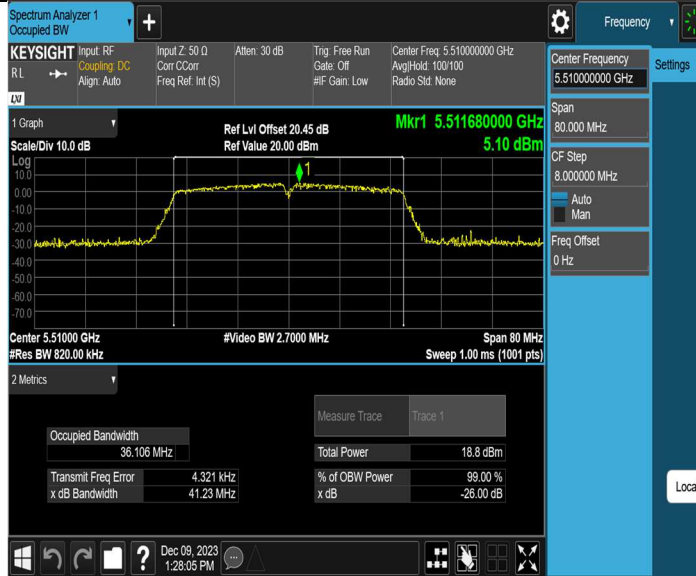 Spectrum Analyzer 1
Occupied BW
+
Frequency
KEYSIGHT
RL
LXI
Input: RF
Coupling: DC
Align: Auto
Input Z: 50 Ω
Corr CCorr
Freq Ref: Int (S)
Atten: 30 dB
Trig: Free Run
Gate: Off
#IF Gain: Low
Center Freq: 5.510000000 GHz
Avg|Hold: 100/100
Radio Std: None
Center Frequency
5.510000000 GHz
Settings
Span
80.000 MHz
CF Step
8.000000 MHz
Auto
Man
Freq Offset
0 Hz
Local
1 Graph
Scale/Div 10.0 dB
Ref Lvl Offset 20.45 dB
Ref Value 20.00 dBm
Mkr1 5.511680000 GHz
5.10 dBm
Log
10.0
0.00
-10.0
-20.0
-30.0
-40.0
-50.0
-60.0
-70.0
1
Center 5.51000 GHz
#Video BW 2.7000 MHz
Span 80 MHz
#Res BW 820.00 kHz
Sweep 1.00 ms (1001 pts)
2 Metrics
Measure Trace
Trace 1
Occupied Bandwidth
36.106 MHz
Total Power
18.8 dBm
Transmit Freq Error
4.321 kHz
% of OBW Power
99.00 %
x dB Bandwidth
41.23 MHz
x dB
-26.00 dB
?
Dec 09, 2023
1:28:05 PM